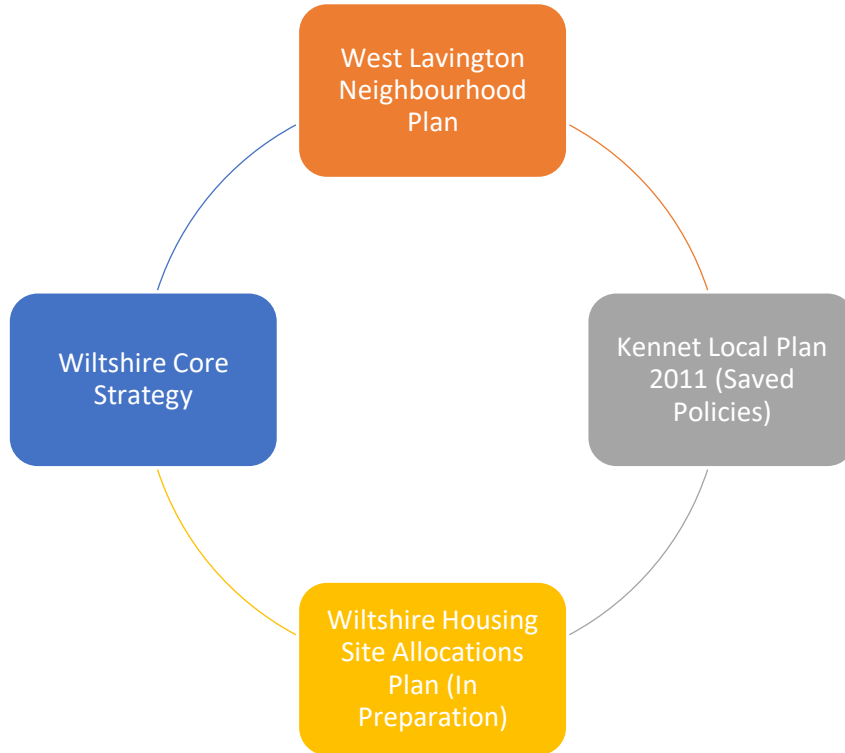 West Lavington
Neighbourhood
Plan
Wiltshire Core
Strategy
Kennet Local Plan
2011 (Saved
Policies)
Wiltshire Housing
Site Allocations
Plan (In
Preparation)